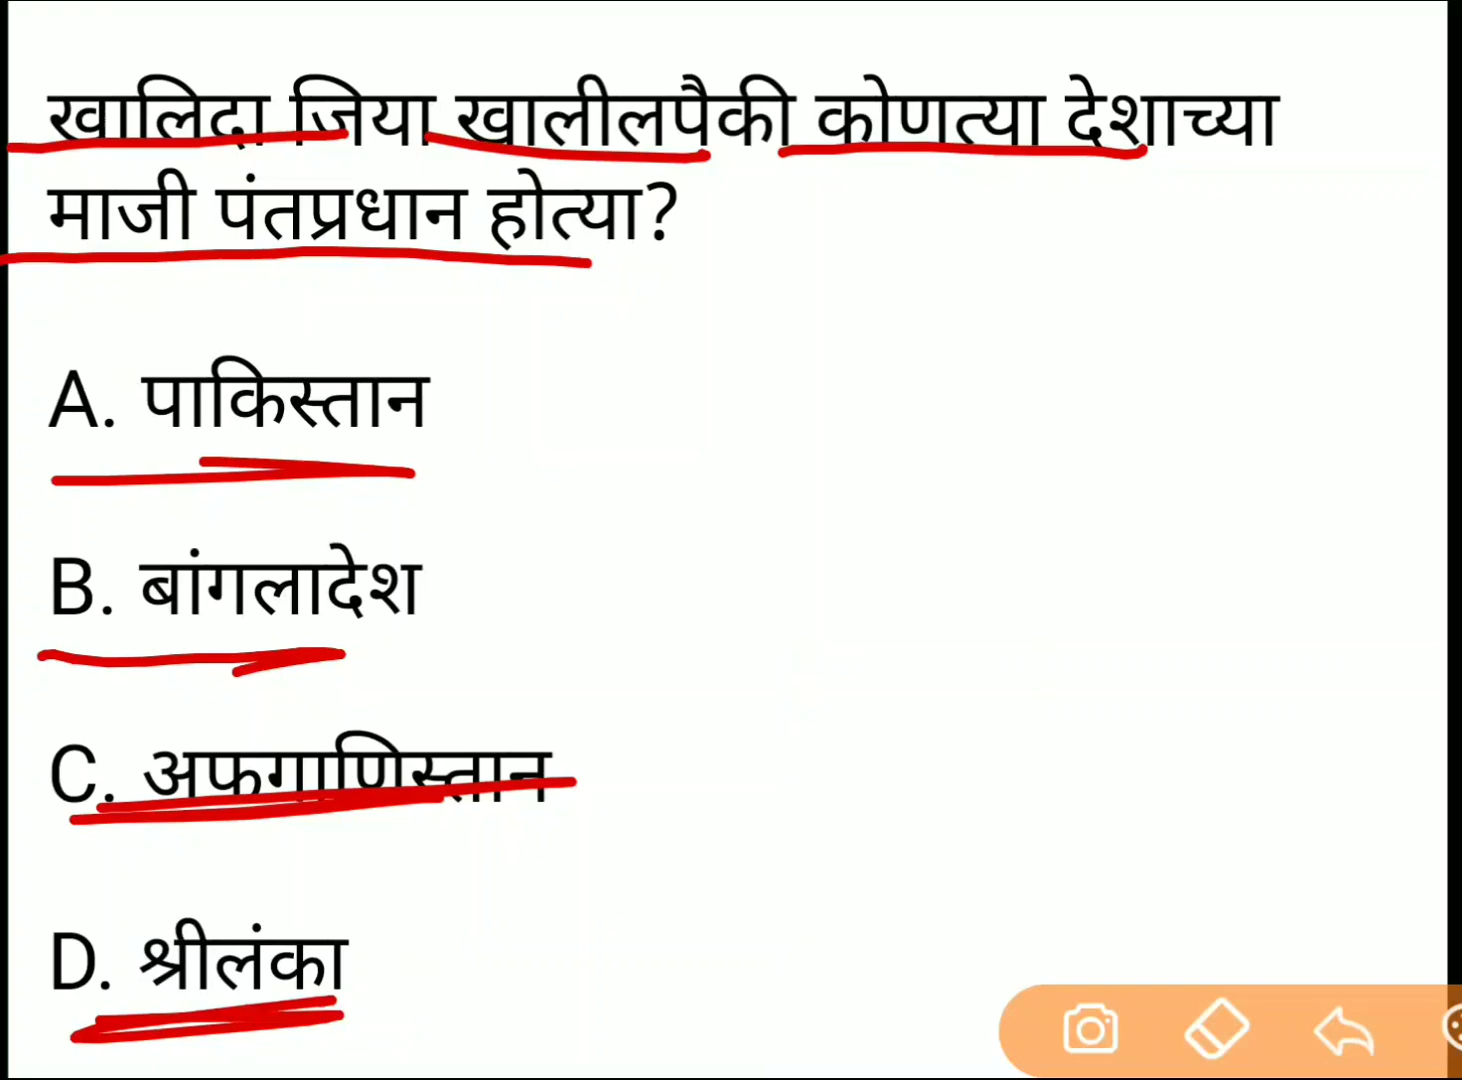 खालिदा जिया खालीलपैकी कोणत्या देशाच्या
माजी पंतप्रधान होत्या?
A. पाकिस्तान
B. बांगलादेश
C. अफगाणिस्तान
D. श्रीलंका